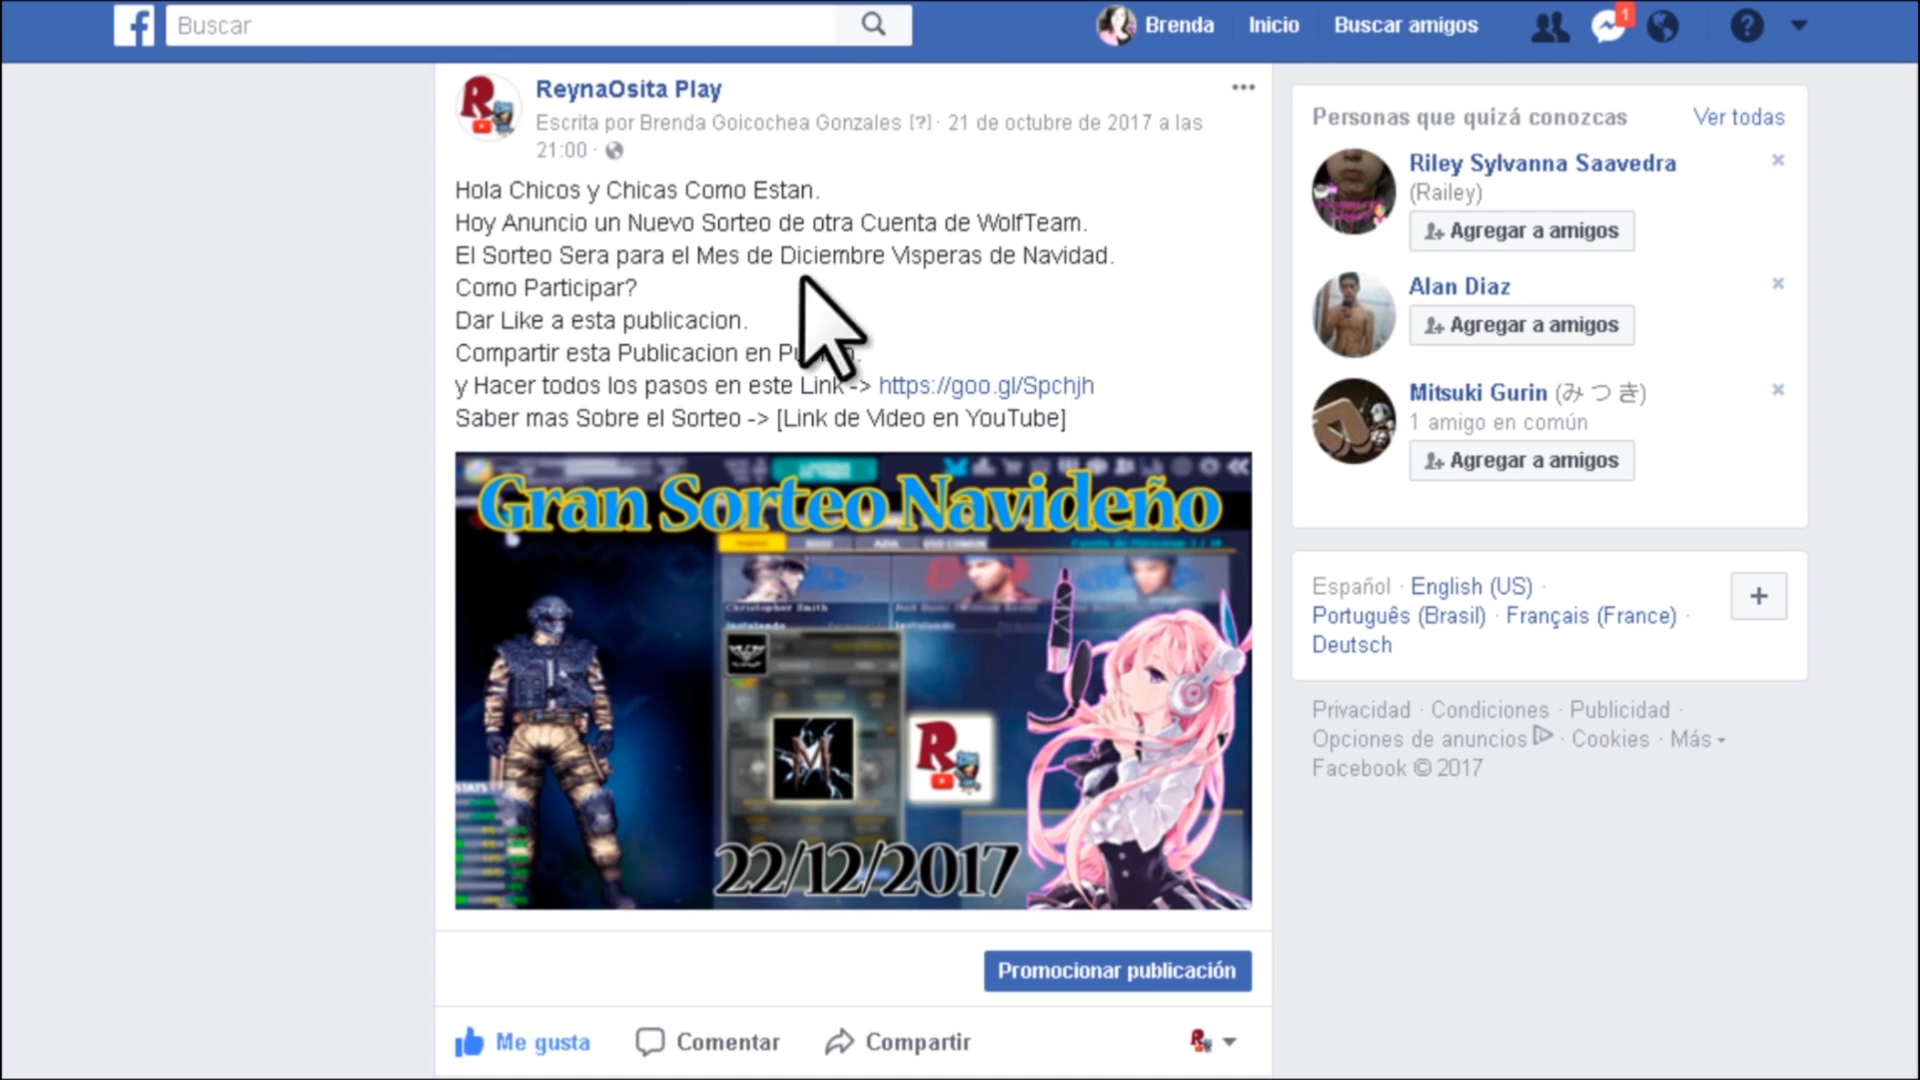 Buscar
Brenda
Inicio
Buscar amigos
1
ReynaOsita Play
Escrita por Brenda Goicochea Gonzales [?] · 21 de octubre de 2017 a las
21:00 ·
Hola Chicos y Chicas Como Estan.
Hoy Anuncio un Nuevo Sorteo de otra Cuenta de WolfTeam.
El Sorteo Sera para el Mes de Diciembre Visperas de Navidad.
Como Participar?
Dar Like a esta publicacion.
Compartir esta Publicacion en
y Hacer todos los pasos en este Link -> https://goo.gl/Spchjh
Saber mas Sobre el Sorteo -> [Link de Video en YouTube]
Gran Sorteo Navideño
Christopher Smith
Instalando
Instalando
STATS
M
R
22/12/2017
Promocionar publicación
Me gusta
Comentar
Compartir
Personas que quizá conozcas
Ver todas
Riley Sylvanna Saavedra
(Railey)
Agregar a amigos
Alan Diaz
Agregar a amigos
Mitsuki Gurin (みつき)
1 amigo en común
Agregar a amigos
Español · English (US) ·
Português (Brasil) · Français (France) ·
Deutsch
+
Privacidad · Condiciones · Publicidad ·
Opciones de anuncios · Cookies · Más
Facebook © 2017